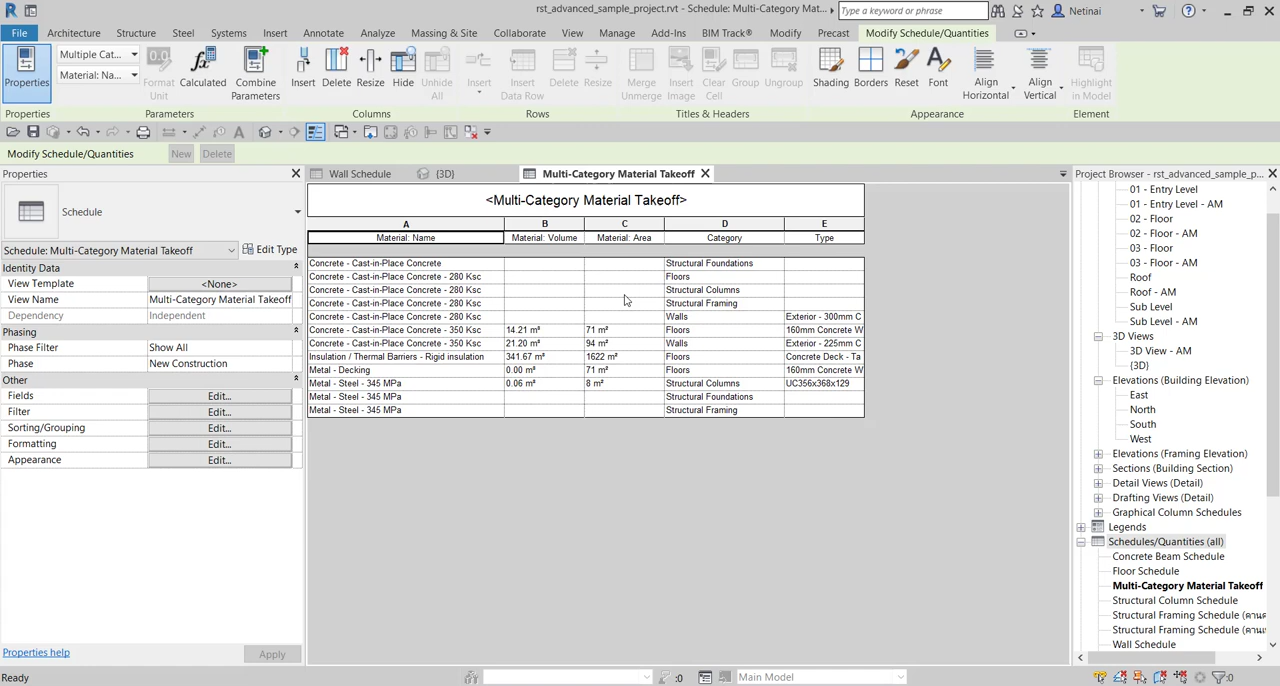 rst_advanced_sample_project.rvt - Schedule: Multi-Category Mat...
Type a keyword or phrase
Netinai
File Architecture Structure Steel Systems Insert Annotate Analyze Massing & Site Collaborate View Manage Add-Ins BIM Track® Modify Precast Modify Schedule/Quantities
Multiple Cat...
Material: Na...
Properties
Format Unit
Calculated
Combine Parameters
Insert
Delete
Resize
Hide
Unhide All
Insert
Insert Data Row
Delete
Resize
Merge Unmerge
Insert Image
Clear Cell
Group
Ungroup
Shading
Borders
Reset
Font
Align Horizontal
Align Vertical
Highlight in Model
Properties Parameters Columns Rows Titles & Headers Appearance Element
Modify Schedule/Quantities New Delete
Properties
Schedule
Schedule: Multi-Category Material Takeoff Edit Type
Identity Data
View Template <None>
View Name Multi-Category Material Takeoff
Dependency Independent
Phasing
Phase Filter Show All
Phase New Construction
Other
Fields Edit...
Filter Edit...
Sorting/Grouping Edit...
Formatting Edit...
Appearance Edit...
Properties help Apply
Wall Schedule {3D} Multi-Category Material Takeoff
<Multi-Category Material Takeoff>
A B C D E
Material: Name Material: Volume Material: Area Category Type
Concrete - Cast-in-Place Concrete Structural Foundations
Concrete - Cast-in-Place Concrete - 280 Ksc Floors
Concrete - Cast-in-Place Concrete - 280 Ksc Structural Columns
Concrete - Cast-in-Place Concrete - 280 Ksc Structural Framing
Concrete - Cast-in-Place Concrete - 280 Ksc Walls Exterior - 300mm C
Concrete - Cast-in-Place Concrete - 350 Ksc 14.21 m³ 71 m² Floors 160mm Concrete W
Concrete - Cast-in-Place Concrete - 350 Ksc 21.20 m³ 94 m² Walls Exterior - 225mm C
Insulation / Thermal Barriers - Rigid insulation 341.67 m³ 1622 m² Floors Concrete Deck - Ta
Metal - Decking 0.00 m³ 71 m² Floors 160mm Concrete W
Metal - Steel - 345 MPa 0.06 m³ 8 m² Structural Columns UC356x368x129
Metal - Steel - 345 MPa Structural Foundations
Metal - Steel - 345 MPa Structural Framing
Project Browser - rst_advanced_sample_p...
01 - Entry Level
01 - Entry Level - AM
02 - Floor
02 - Floor - AM
03 - Floor
03 - Floor - AM
Roof
Roof - AM
Sub Level
Sub Level - AM
3D Views
3D View - AM
{3D}
Elevations (Building Elevation)
East
North
South
West
Elevations (Framing Elevation)
Sections (Building Section)
Detail Views (Detail)
Drafting Views (Detail)
Graphical Column Schedules
Legends
Schedules/Quantities (all)
Concrete Beam Schedule
Floor Schedule
Multi-Category Material Takeoff
Structural Column Schedule
Structural Framing Schedule (คานค
Structural Framing Schedule (คานเ
Wall Schedule
Ready :0 Main Model :0